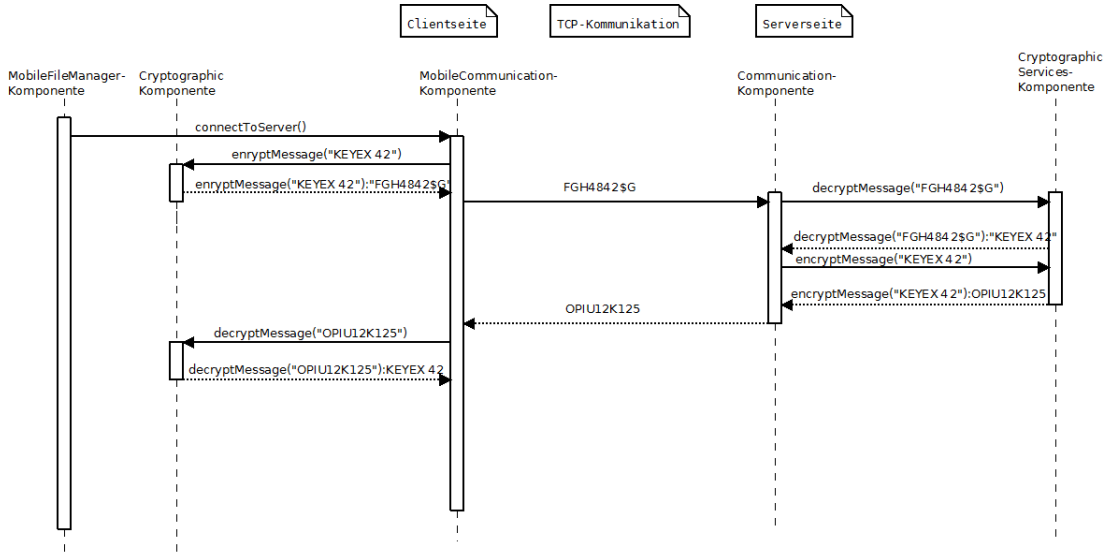 Clientseite
TCP-Kommunikation
Serverseite
MobileFileManager-
Komponente
Cryptographic
Komponente
MobileCommunication-
Komponente
Communication-
Komponente
Cryptographic
Services-
Komponente
connectToServer()
enryptMessage("KEYEX 42")
enryptMessage("KEYEX 42"):"FGH4842$G"
FGH4842$G
decryptMessage("FGH4842$G")
decryptMessage("FGH4842$G"):"KEYEX 42"
encryptMessage("KEYEX 42")
encryptMessage("KEYEX 42"):OPIU12K125
OPIU12K125
decryptMessage("OPIU12K125")
decryptMessage("OPIU12K125"):KEYEX 42